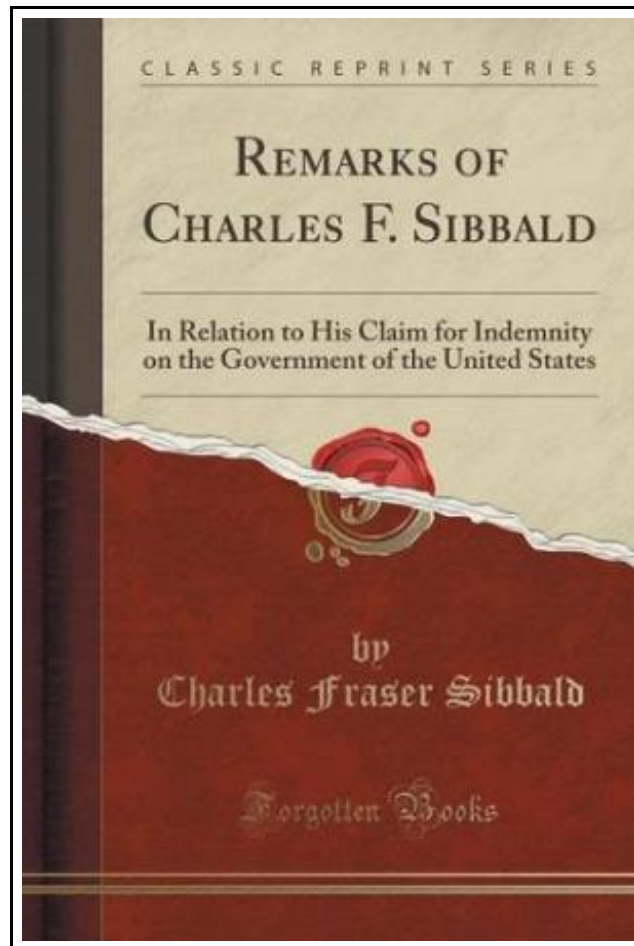 CLASSIC REPRINT SERIES
REMARKS OF
CHARLES F. SIBBALD
In Relation to His Claim for Indemnity
on the Government of the United States
F
by
Charles Fraser Sibbald
Forgotten Books